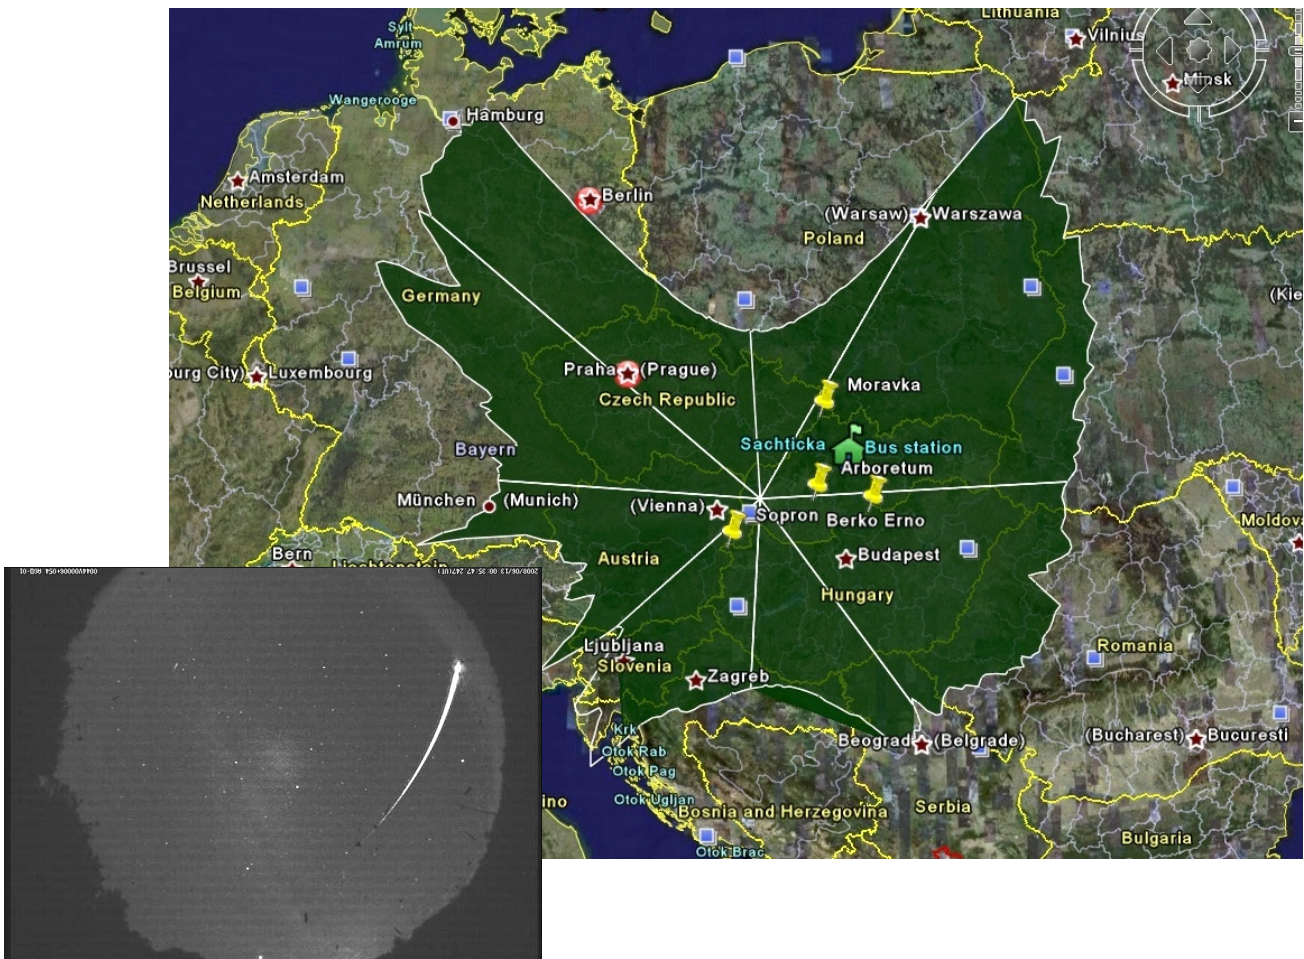 Lithuania
Sylt
Amrum
Vilnius
Minsk
Wangerooge
Hamburg
Amsterdam
Netherlands
Berlin
(Warsaw)
Warszawa
Poland
Brussel
Belgium
Germany
(Kie
ourg City)
Luxembourg
Praha
(Prague)
Czech Republic
Moravka
Sachticka
Bus station
Bayern
Arboretum
München
(Munich)
(Vienna)
Sopron
Berko Erno
Moldova
Bern
Liechtenstein
Austria
Budapest
Hungary
Ljubljana
Slovenia
Zagreb
Romania
Krk
Otok Rab
Otok Pag
Otok Ugljan
Beograd
(Belgrade)
(Bucharest)
Bucuresti
ino
Bosnia and Herzegovina
Serbia
Bulgaria
Otok Brac